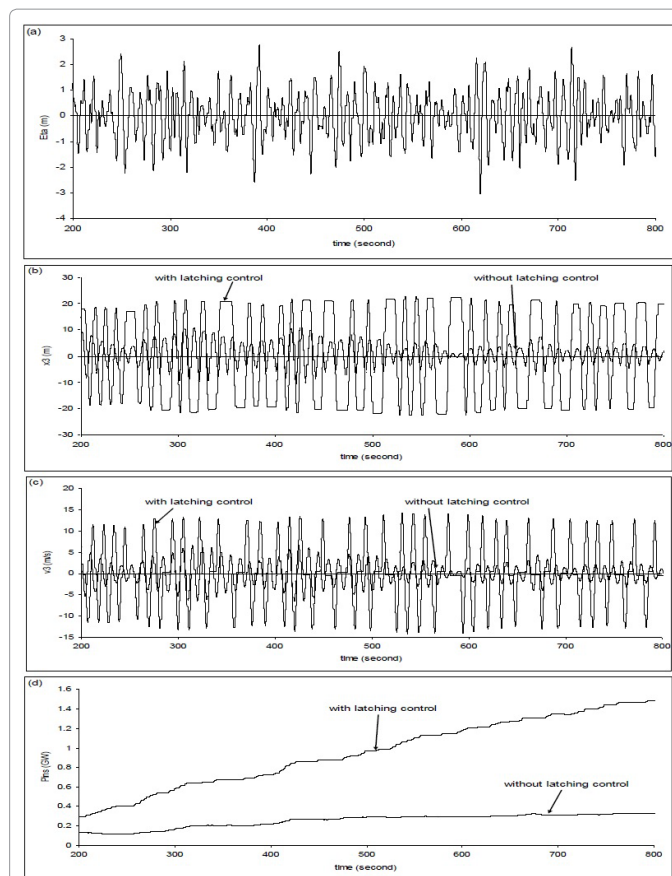 (a)
3
2
1
0
-1
-2
-3
-4
Eta (m)
200 300 400 500 600 700 800
time (second)
(b)
with latching control
without latching control
30
20
10
0
-10
-20
-30
x3 (m)
200 300 400 500 600 700 800
time (second)
(c)
with latching control
without latching control
20
15
10
5
0
-5
-10
-15
v3 (m/s)
200 300 400 500 600 700 800
time (second)
(d)
1.6
1.4
1.2
1
0.8
0.6
0.4
0.2
0
with latching control
without latching control
(GW)
200 300 400 500 600 700 800
time (second)